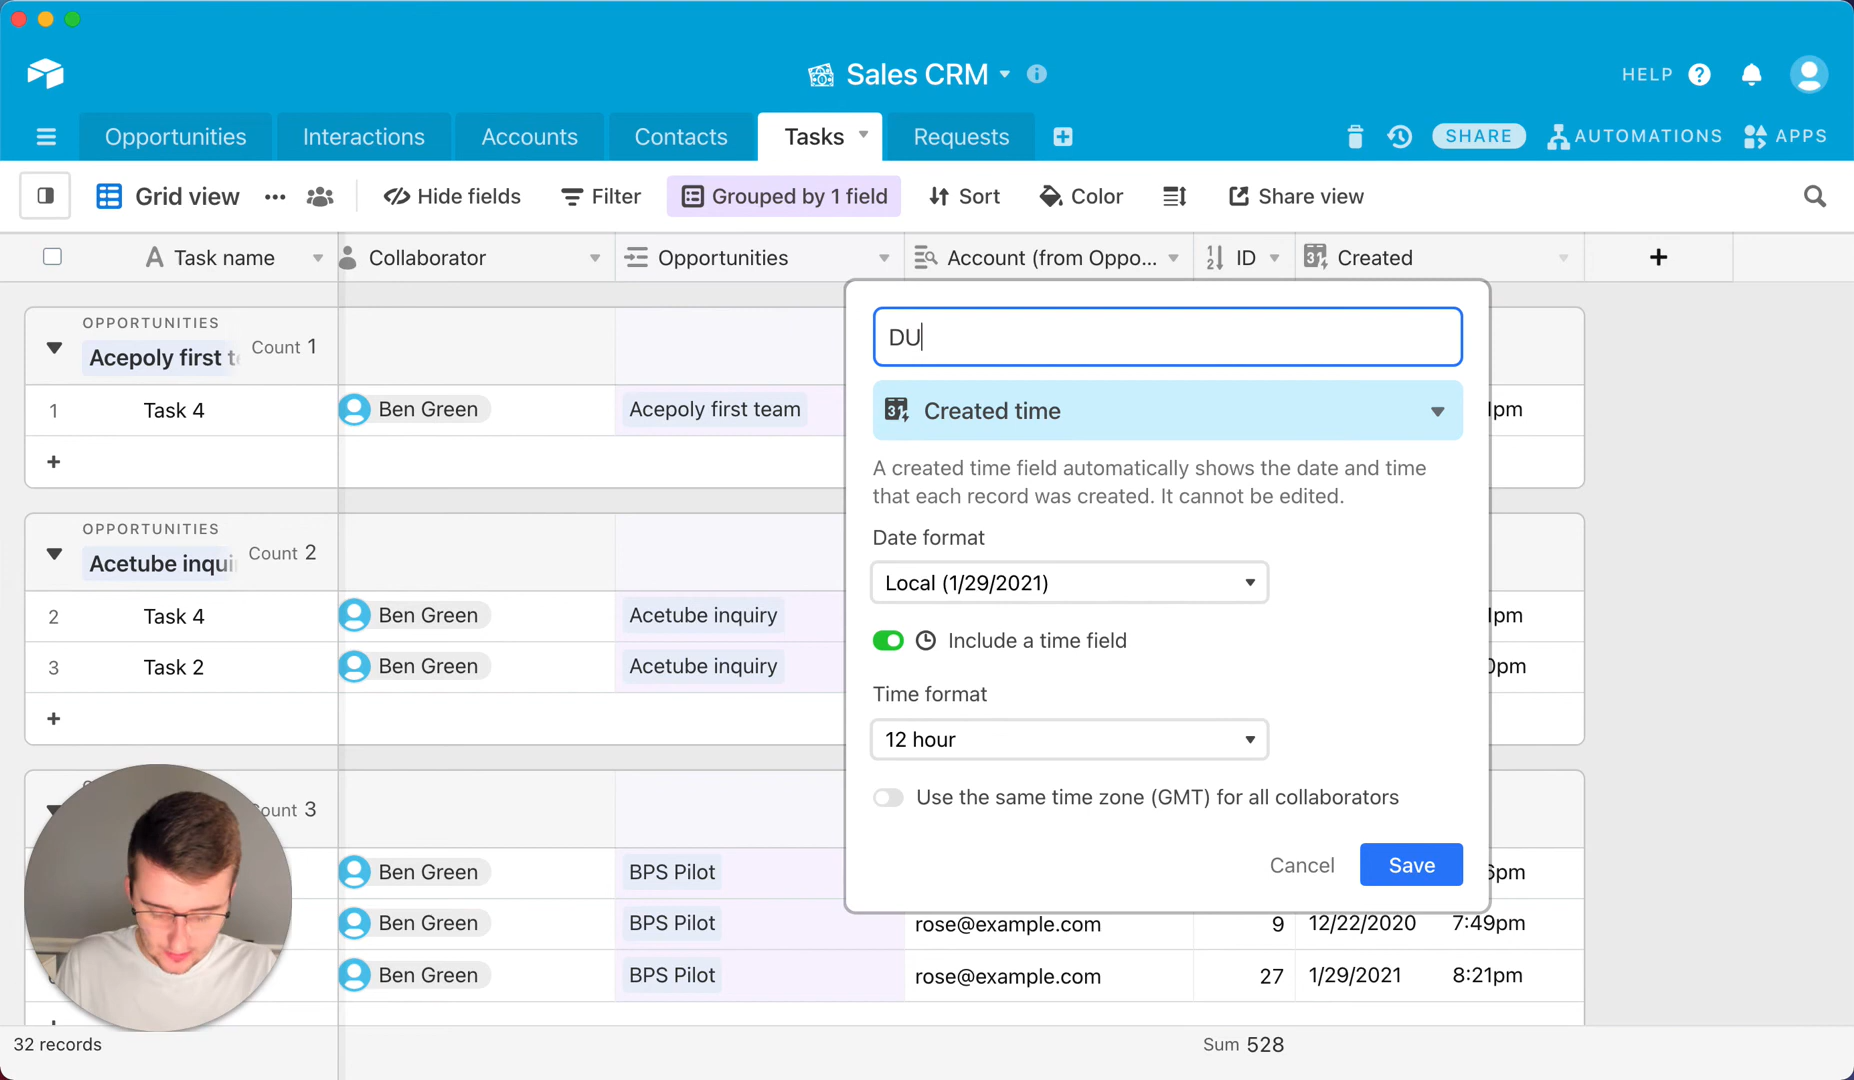 Sales CRM
HELP
Opportunities
Interactions
Accounts
Contacts
Tasks
Requests
SHARE
AUTOMATIONS
APPS
Grid view
Hide fields
Filter
Grouped by 1 field
Sort
Color
Share view
Task name
Collaborator
Opportunities
Account (from Oppo...
ID
Created
OPPORTUNITIES
Acepoly first t
Count 1
1 Task 4 Ben Green Acepoly first team
OPPORTUNITIES
Acetube inqui
Count 2
2 Task 4 Ben Green Acetube inquiry
3 Task 2 Ben Green Acetube inquiry
0pm
Count 3
Ben Green BPS Pilot
Ben Green BPS Pilot rose@example.com 9 12/22/2020 7:49pm
Ben Green BPS Pilot rose@example.com 27 1/29/2021 8:21pm
DU
31 Created time
A created time field automatically shows the date and time
that each record was created. It cannot be edited.
Date format
Local (1/29/2021)
Include a time field
Time format
12 hour
Use the same time zone (GMT) for all collaborators
Cancel
Save
32 records
Sum 528